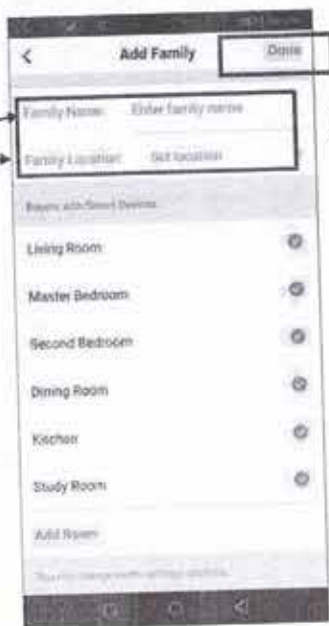 Add Family
Done
Family Name: Enter family name
Family Location: Set location
Rooms with Smart Devices
Living Room
Master Bedroom
Second Bedroom
Dining Room
Kitchen
Study Room
Add Room